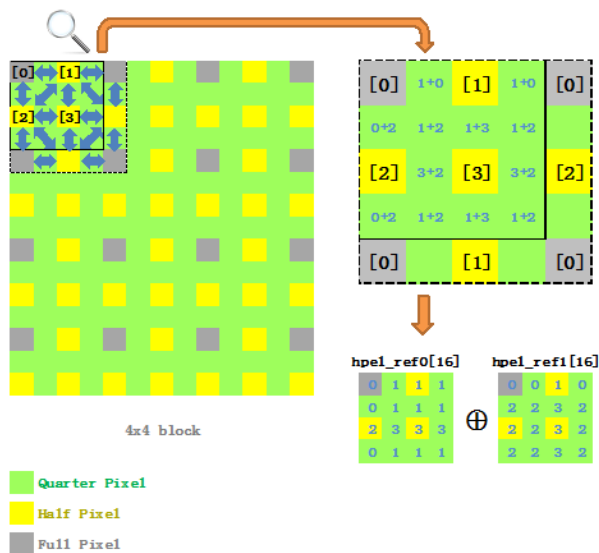 [0] [1]
[2] [3]
4x4 block
Quarter Pixel
Half Pixel
Full Pixel
[0] 1+0 [1] 1+0 [0]
0+2 1+2 1+3 1+2
[2] 3+2 [3] 3+2 [2]
0+2 1+2 1+3 1+2
[0] [1] [0]
hpel_ref0[16]
0 1 1 1
0 1 1 1
2 3 3 3
0 1 1 1
⊕
hpel_ref1[16]
0 0 1 0
2 2 3 2
2 2 3 2
2 2 3 2